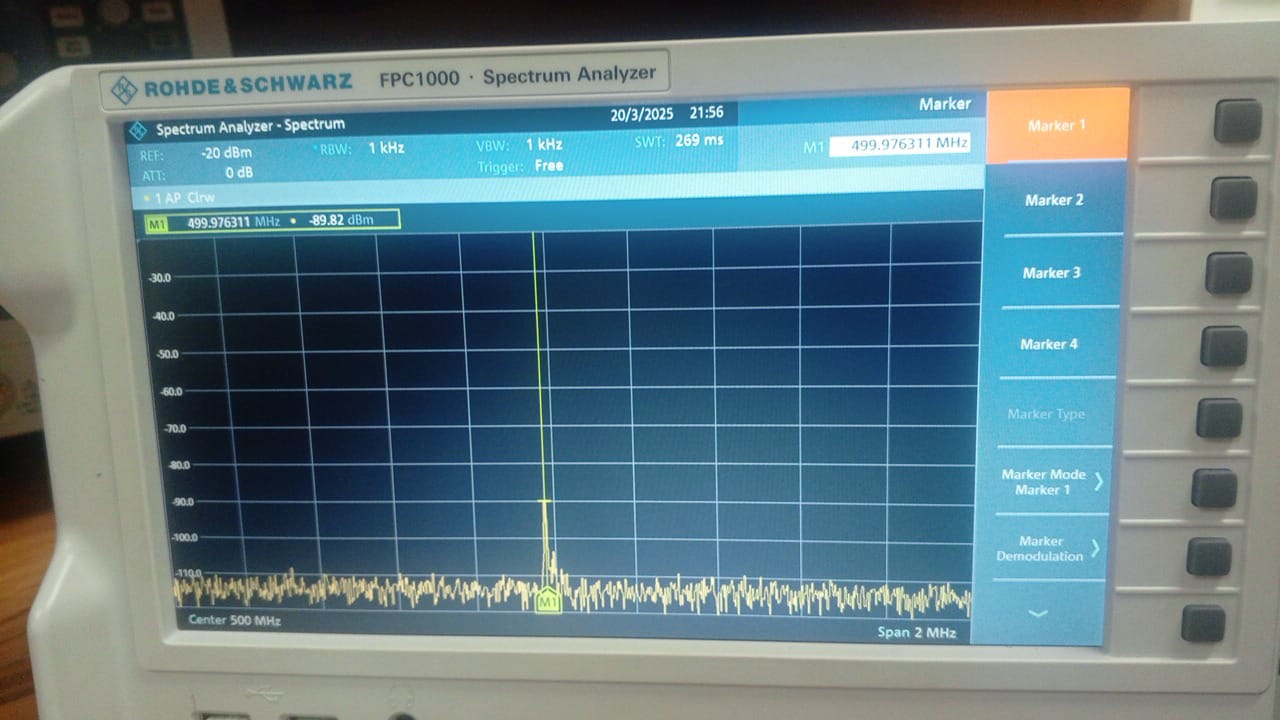 ROHDE & SCHWARZ FPC1000 · Spectrum Analyzer
Spectrum Analyzer - Spectrum 20/3/2025 21:56 Marker
REF: -20 dBm RBW: 1 kHz VBW: 1 kHz SWT: 269 ms M1 499.976311 MHz
ATT: 0 dB Trigger: Free
1 AP Clrw
M1 499.976311 MHz • -89.82 dBm
-30.0
-40.0
-50.0
-60.0
-70.0
-80.0
-90.0
-100.0
-110.0
M1
Center 500 MHz Span 2 MHz
Marker 1
Marker 2
Marker 3
Marker 4
Marker Type
Marker Mode
Marker 1
Marker
Demodulation